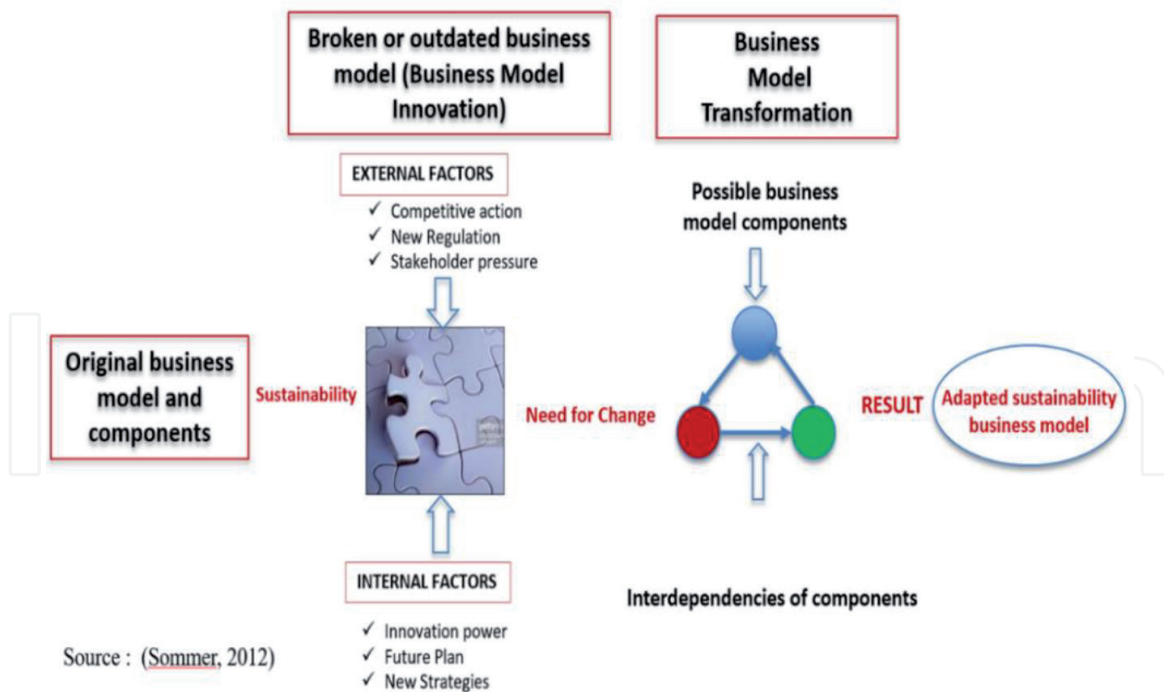 Broken or outdated business
model (Business Model
Innovation)
Business
Model
Transformation
EXTERNAL FACTORS
✓ Competitive action
✓ New Regulation
✓ Stakeholder pressure
Possible business
model components
Original business
model and
components
Sustainability
Need for Change
RESULT
Adapted sustainability
business model
INTERNAL FACTORS
✓ Innovation power
✓ Future Plan
✓ New Strategies
Interdependencies of components
Source : (Sommer, 2012)